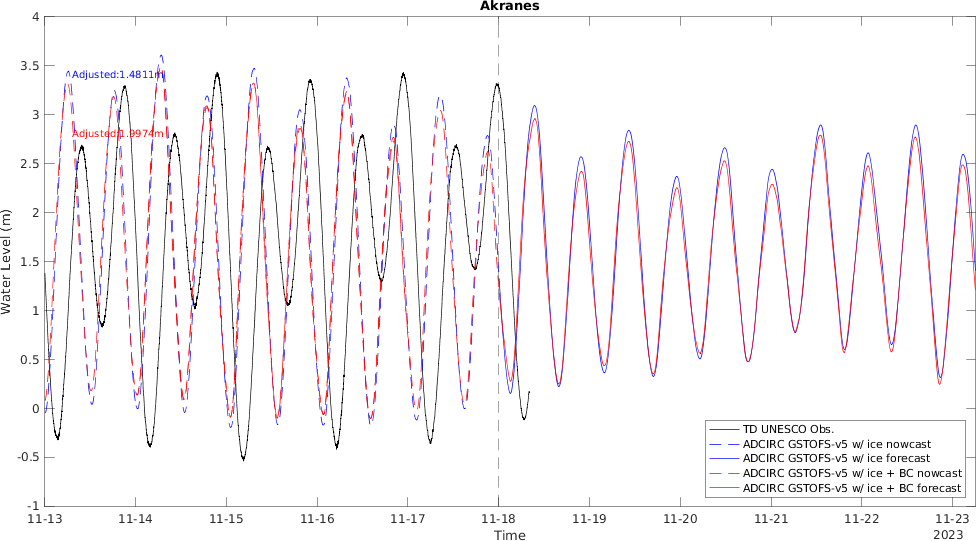 Akranes
Water Level (m)
4
3.5
3
2.5
2
1.5
1
0.5
0
-0.5
-1
Adjusted:1.4811m
Adjusted:1.9974m
TD UNESCO Obs.
ADCIRC GSTOFS-v5 w/ ice nowcast
ADCIRC GSTOFS-v5 w/ ice forecast
ADCIRC GSTOFS-v5 w/ ice + BC nowcast
ADCIRC GSTOFS-v5 w/ ice + BC forecast
11-13 11-14 11-15 11-16 11-17 11-18 11-19 11-20 11-21 11-22 11-23
Time
2023